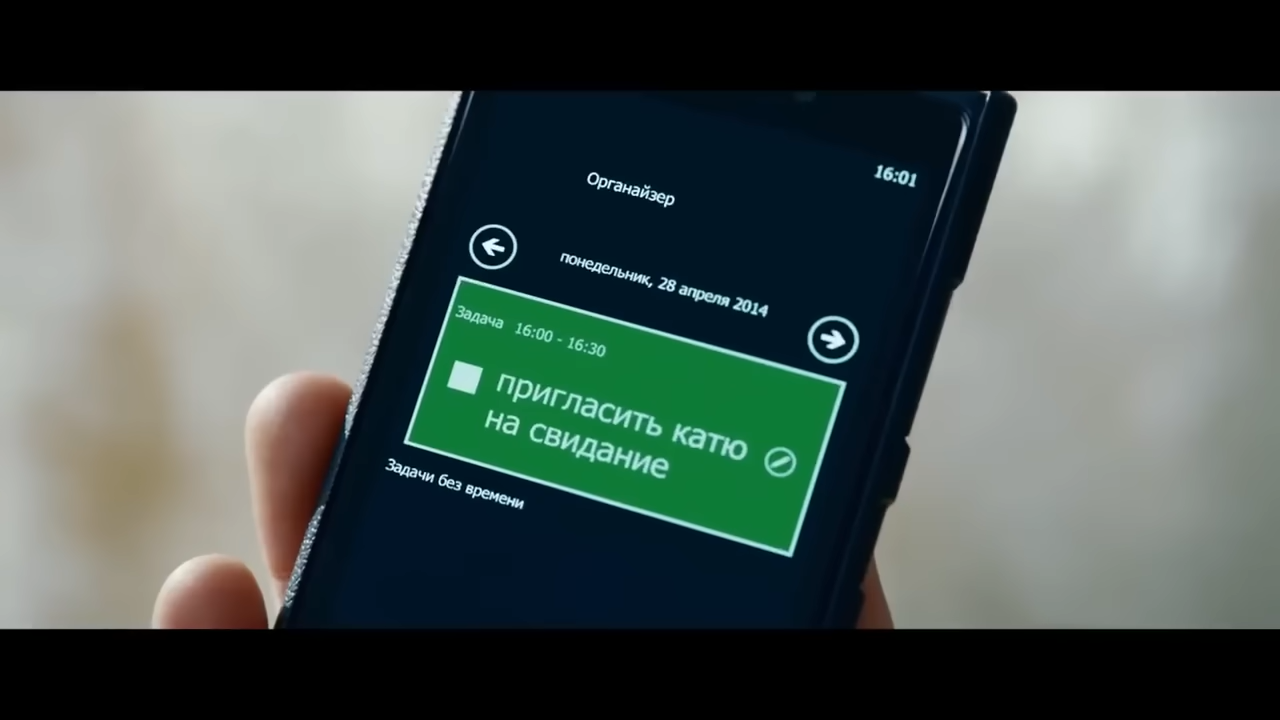 16:01
Органайзер
понедельник, 28 апреля 2014
Задача 16:00 - 16:30
пригласить катю
на свидание
Задачи без времени